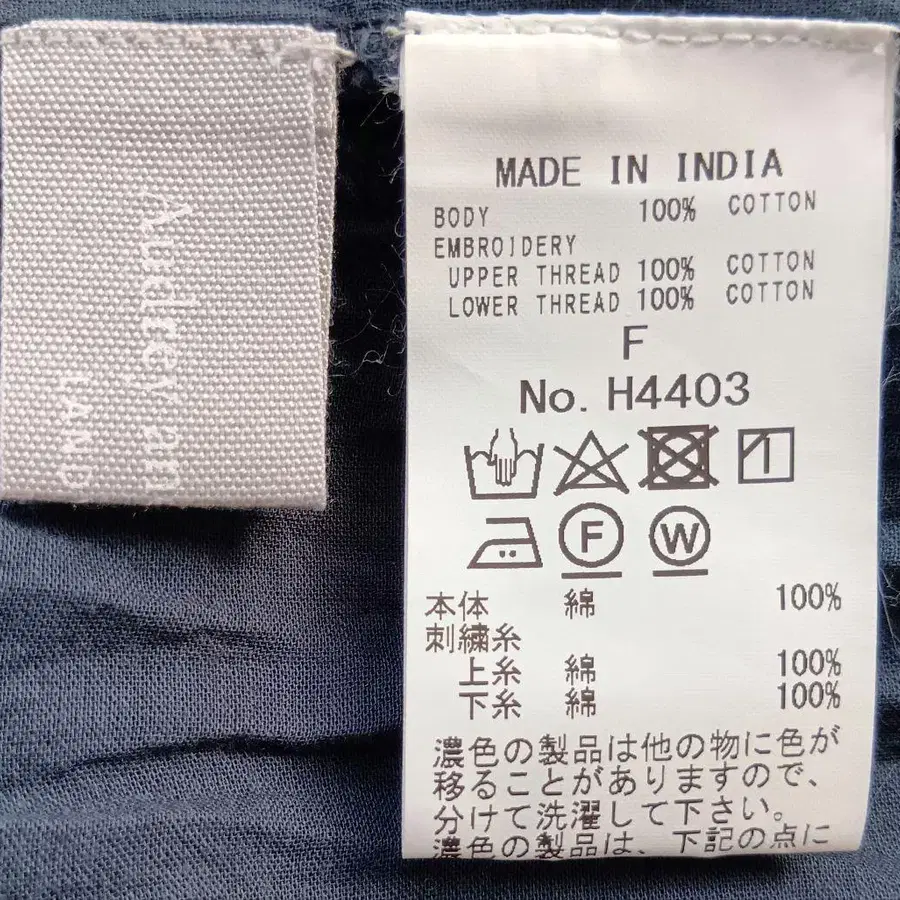 Audrey an
MADE IN INDIA
BODY 100% COTTON
EMBROIDERY
UPPER THREAD 100% COTTON
LOWER THREAD 100% COTTON
F
No. H4403
F W
本体 綿 100%
刺繍糸
上糸 綿 100%
下糸 綿 100%
濃色の製品は他の物に色が
移ることがありますので、
分けて洗濯して下さい。
濃色の製品は、下記の点に